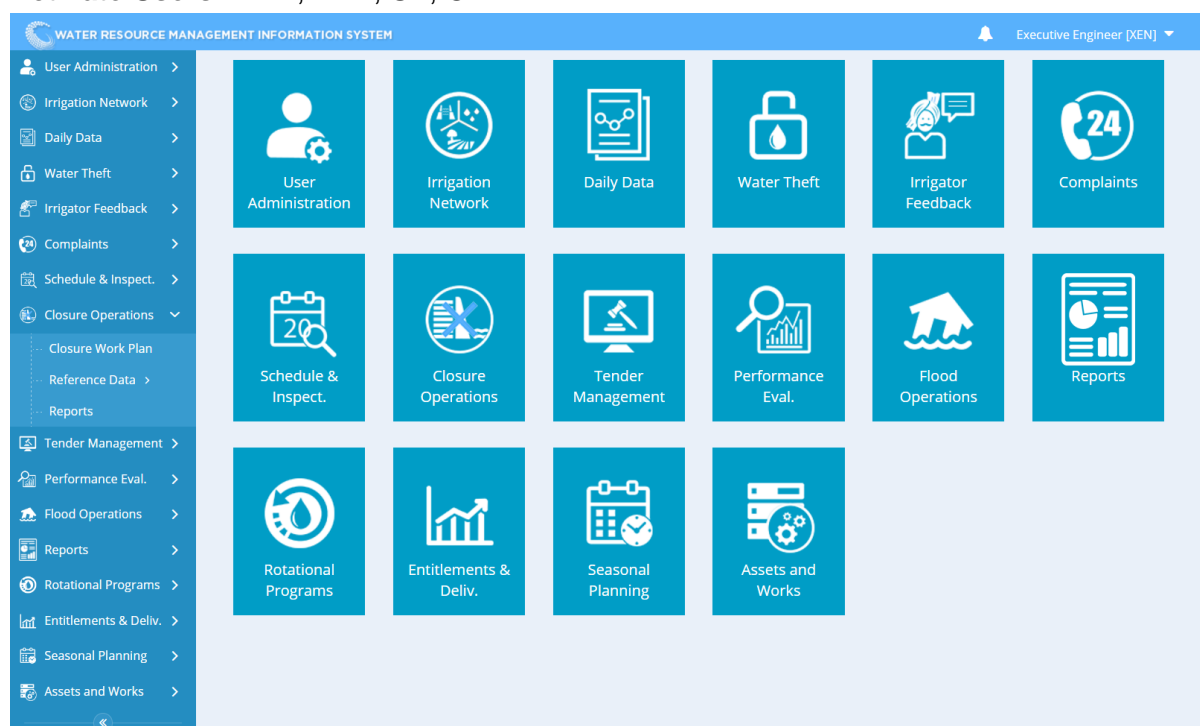 WATER RESOURCE MANAGEMENT INFORMATION SYSTEM
Executive Engineer [XEN]
User Administration
Irrigation Network
Daily Data
Water Theft
Irrigator Feedback
Complaints
Schedule & Inspect.
Closure Operations
Closure Work Plan
Reference Data
Reports
Tender Management
Performance Eval.
Flood Operations
Reports
Rotational Programs
Entitlements & Deliv.
Seasonal Planning
Assets and Works
User
Administration
Irrigation
Network
Daily Data
Water Theft
Irrigator
Feedback
24
Complaints
20
Schedule &
Inspect.
Closure
Operations
Tender
Management
Performance
Eval.
Flood
Operations
Reports
Rotational
Programs
Entitlements &
Deliv.
Seasonal
Planning
Assets and
Works